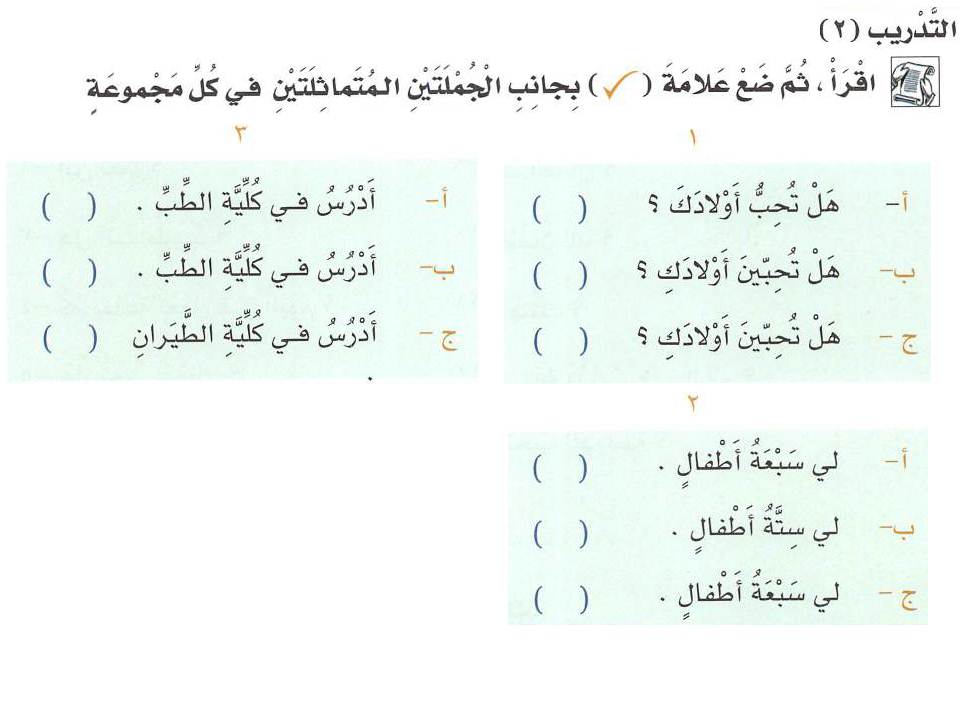 التَّدْريب (٢)
اقْرَأْ، ثُمَّ ضَعْ عَلامَةَ (✓) بِجانِبِ الْجُمْلَتَيْنِ المُتَماثِلَتَيْنِ في كُلِّ مَجْموعَةٍ
١
أ- هَلْ تُحِبُّ أَوْلادَكَ ؟ ( )
ب- هَلْ تُحِبّينَ أَوْلادَكِ ؟ ( )
ج- هَلْ تُحِبّينَ أَوْلادَكِ ؟ ( )
٢
أ- لي سَبْعَةُ أَطْفالٍ . ( )
ب- لي سِتَّةُ أَطْفالٍ . ( )
ج- لي سَبْعَةُ أَطْفالٍ . ( )
٣
أ- أَدْرُسُ في كُلِّيَّةِ الطِّبِّ . ( )
ب- أَدْرُسُ في كُلِّيَّةِ الطِّبِّ . ( )
ج- أَدْرُسُ في كُلِّيَّةِ الطَّيَرانِ ( )
.